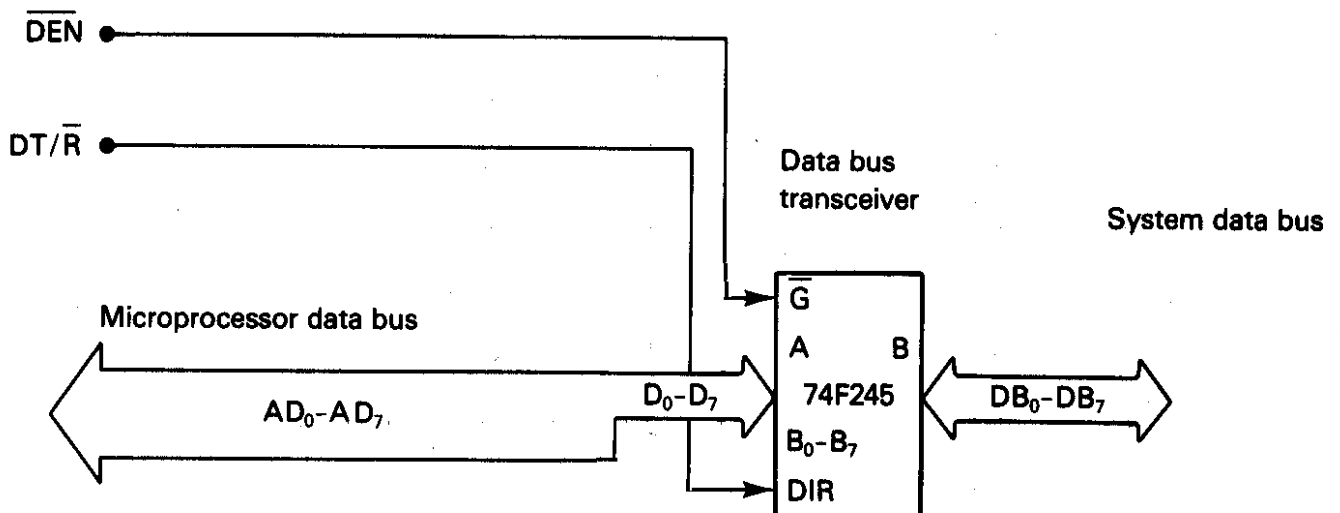 D̅E̅N̅
DT/R̅
Data bus
transceiver
System data bus
G̅
Microprocessor data bus
A B
AD₀-AD₇
D₀-D₇
74F245
DB₀-DB₇
B₀-B₇
DIR